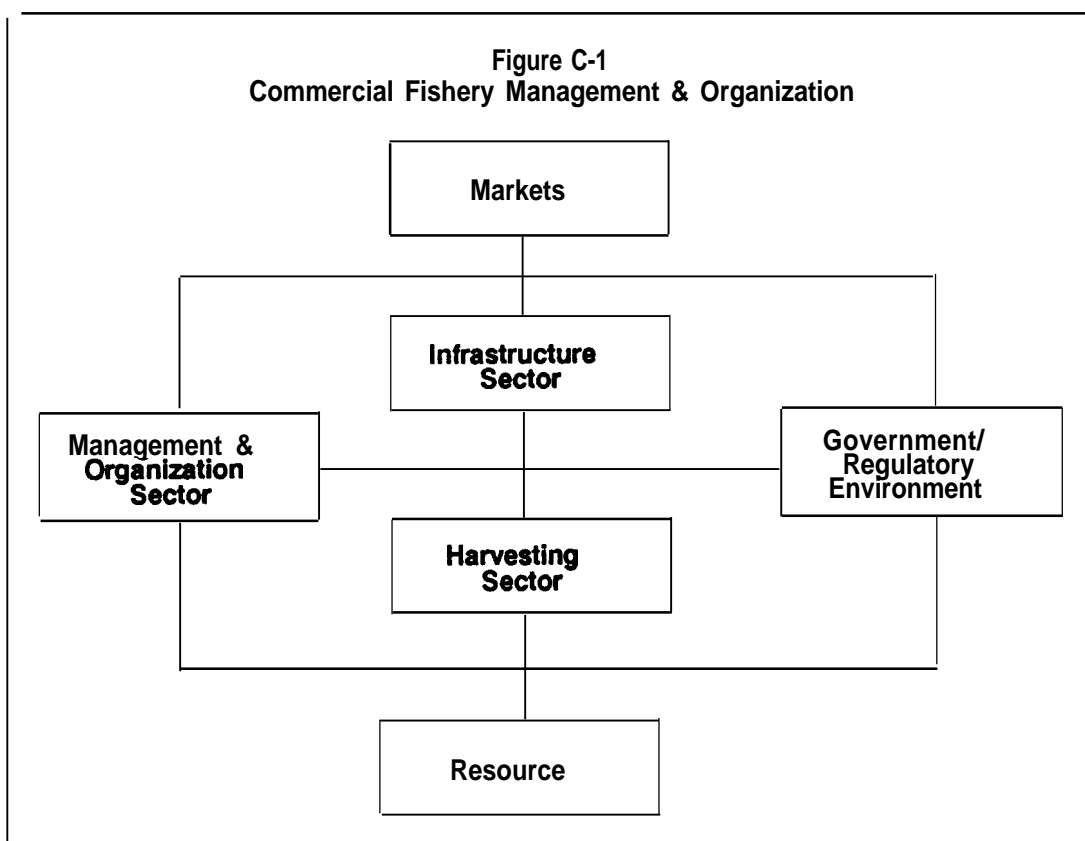 Figure C-1
Commercial Fishery Management & Organization
Markets
Infrastructure
Sector
Management &
Organization
Sector
Government/
Regulatory
Environment
Harvesting
Sector
Resource